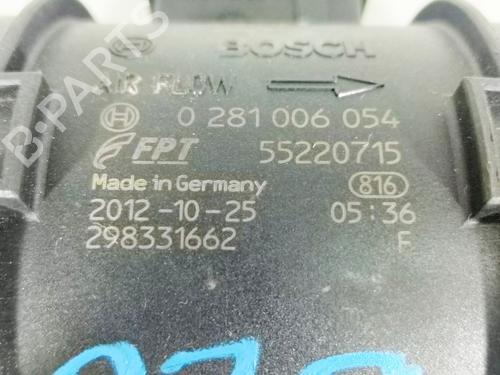 BOSCH
AIR FLOW
0 281 006 054
FPT 55220715
Made in Germany 816
2012-10-25 05:36
298331662 F
B-PARTS